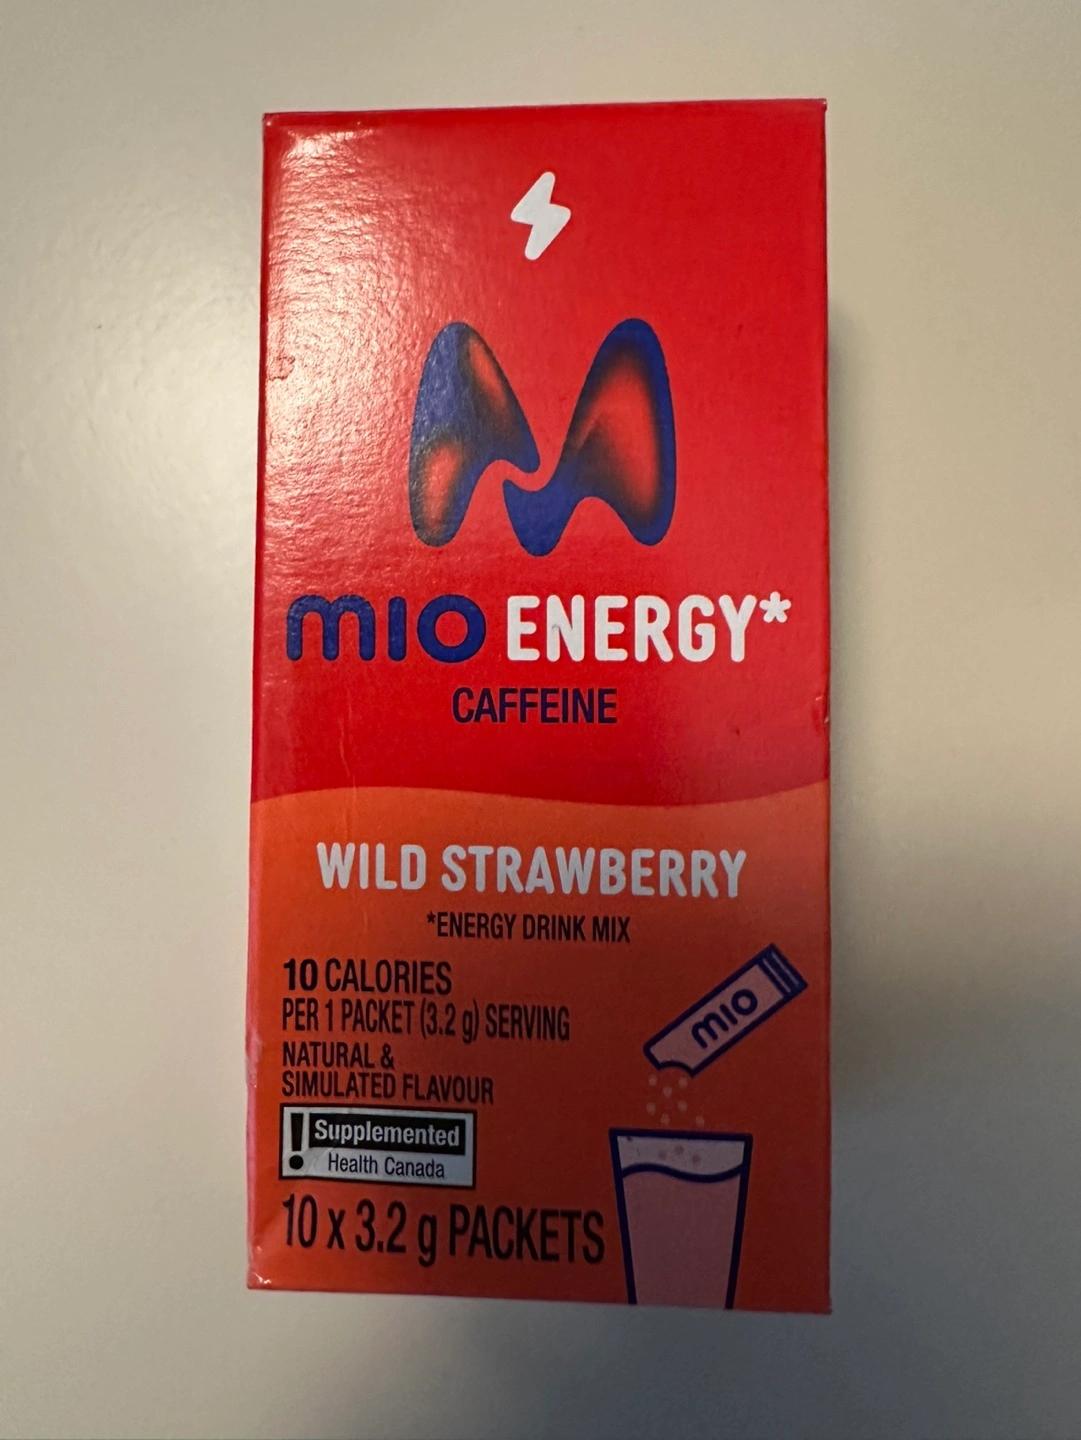 mio ENERGY*
CAFFEINE
WILD STRAWBERRY
*ENERGY DRINK MIX
10 CALORIES
PER 1 PACKET (3.2 g) SERVING
NATURAL &
SIMULATED FLAVOUR
mio
! Supplemented
Health Canada
10 x 3.2 g PACKETS